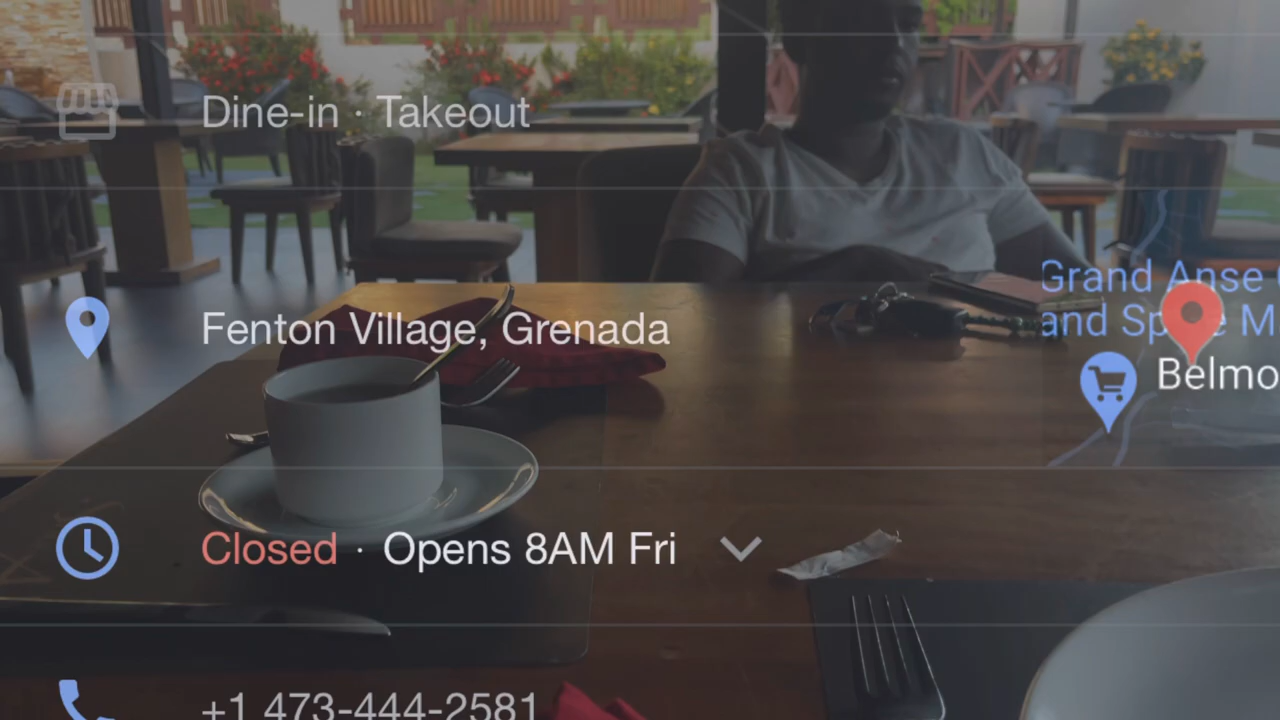 Dine-in · Takeout
Grand Anse
and Sp
Fenton Village, Grenada
Belmo
Closed · Opens 8AM Fri
+1 473-444-2581